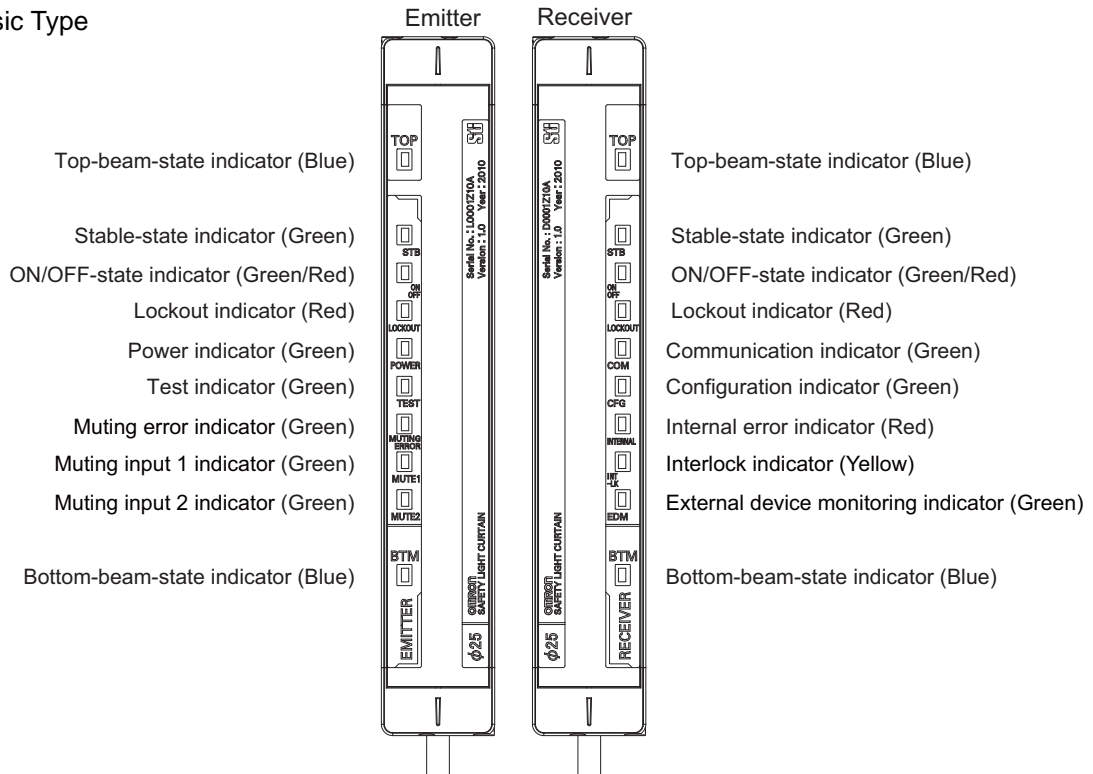 sic Type
Emitter
Receiver
Top-beam-state indicator (Blue)
Stable-state indicator (Green)
ON/OFF-state indicator (Green/Red)
Lockout indicator (Red)
Power indicator (Green)
Test indicator (Green)
Muting error indicator (Green)
Muting input 1 indicator (Green)
Muting input 2 indicator (Green)
Bottom-beam-state indicator (Blue)
TOP
STB
ON
OFF
LOCKOUT
POWER
TEST
MUTING
ERROR
MUTE1
MUTE2
BTM
EMITTER
Serial No. : L0001Z10A
Version : 1.0 Year : 2010
OMRON
SAFETY LIGHT CURTAIN
φ25
Serial No. : D0001Z10A
Version : 1.0 Year : 2010
OMRON
SAFETY LIGHT CURTAIN
φ25
TOP
STB
ON
OFF
LOCKOUT
COM
CFG
INTERNAL
INT
-LK
EDM
BTM
RECEIVER
Top-beam-state indicator (Blue)
Stable-state indicator (Green)
ON/OFF-state indicator (Green/Red)
Lockout indicator (Red)
Communication indicator (Green)
Configuration indicator (Green)
Internal error indicator (Red)
Interlock indicator (Yellow)
External device monitoring indicator (Green)
Bottom-beam-state indicator (Blue)